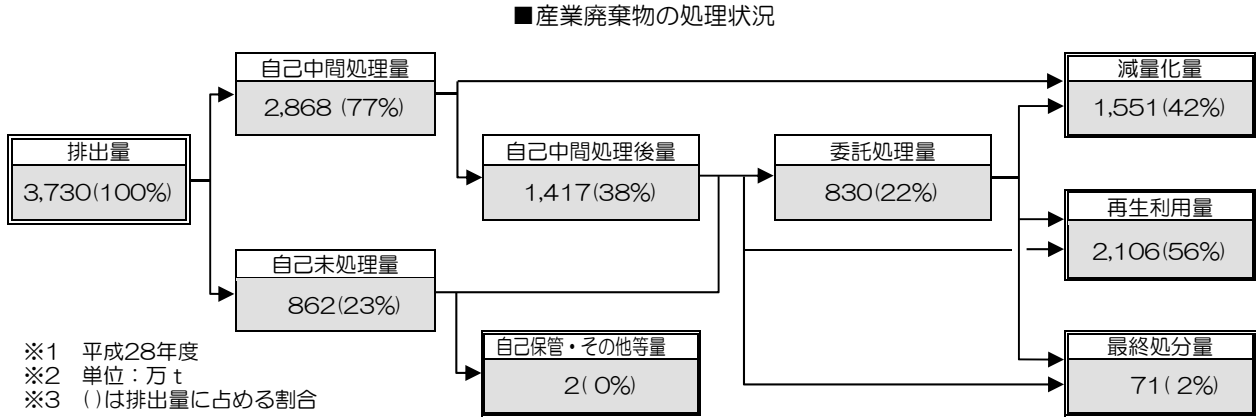 ■産業廃棄物の処理状況
自己中間処理量
2,868 (77%)
減量化量
1,551(42%)
排出量
3,730(100%)
自己中間処理後量
1,417(38%)
委託処理量
830(22%)
再生利用量
2,106(56%)
自己未処理量
862(23%)
自己保管・その他等量
2( 0%)
最終処分量
71( 2%)
※1 平成28年度
※2 単位:万t
※3 ()は排出量に占める割合